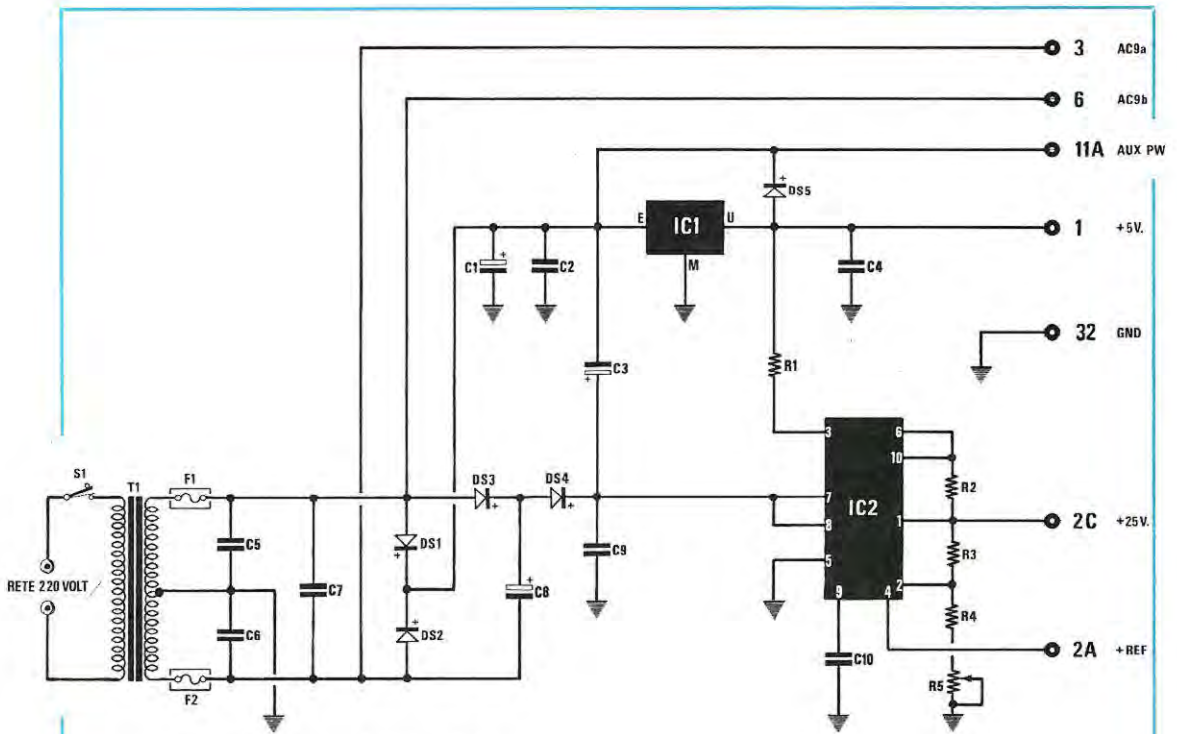 3 AC9a
6 AC9b
11A AUX PW
+ DS5
E IC1 U
M
1 +5V.
C1 +
C2
C4
32 GND
C3
+
R1
S1
T1
F1
DS3
+
DS4
+
3
6
10
R2
7
8
IC2
1
2C +25V.
5
R3
2
9
4
C5
DS1
+
C9
RETE 220 VOLT
C7
+
C8
C6
+
DS2
R4
C10
2A +REF
R5
F2